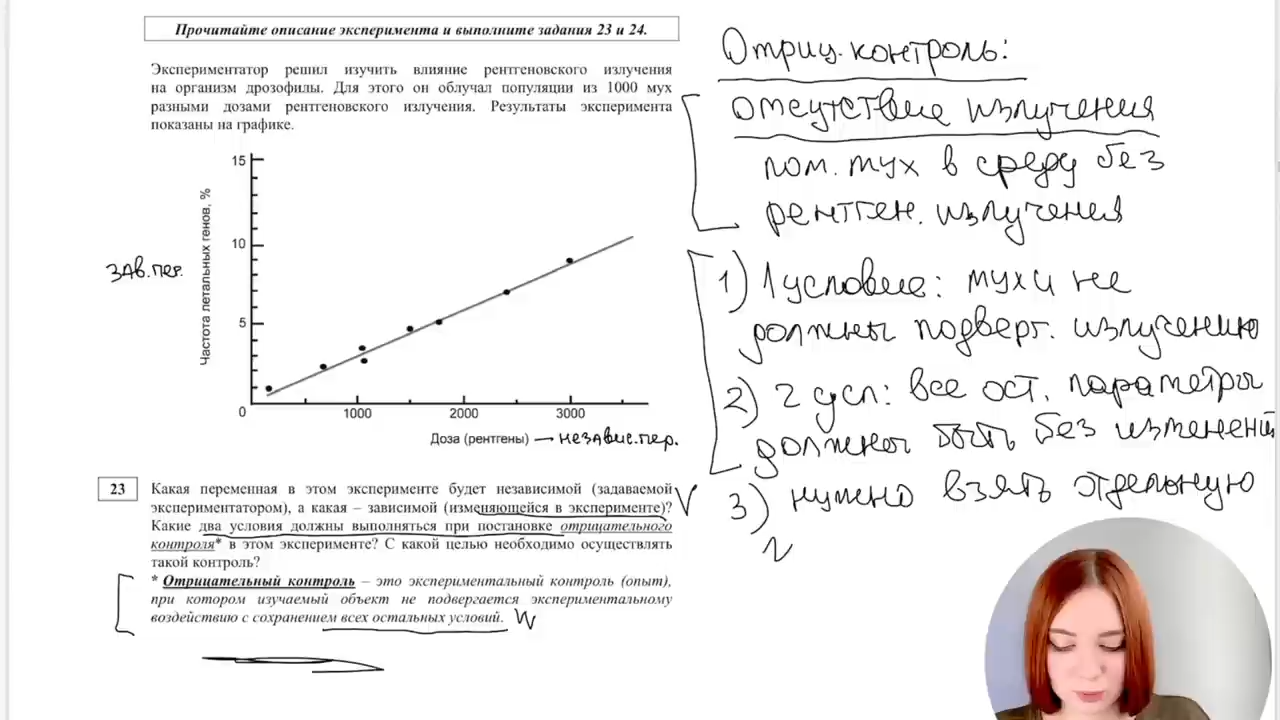 Прочитайте описание эксперимента и выполните задания 23 и 24.
Экспериментатор решил изучить влияние рентгеновского излучения
на организм дрозофилы. Для этого он облучал популяции из 1000 мух
разными дозами рентгеновского излучения. Результаты эксперимента
показаны на графике.
Частота летальных генов, %
15
10
5
0
1000
2000
3000
Доза (рентгены)
зав.пер.
независ.пер.
23
Какая переменная в этом эксперименте будет независимой (задаваемой
экспериментатором), а какая – зависимой (изменяющейся в эксперименте)?
Какие два условия должны выполняться при постановке отрицательного
контроля* в этом эксперименте? С какой целью необходимо осуществлять
такой контроль?
* Отрицательный контроль – это экспериментальный контроль (опыт),
при котором изучаемый объект не подвергается экспериментальному
воздействию с сохранением всех остальных условий.
Отриц. контроль:
отсутствие излучения
пом. мух в среду без
рентген. излучения
1) 1 условие: мухи не
должны подверг. излучению
2) 2 усл: все ост. параметры
должны быть без изменений
3) нужно взять отдельную